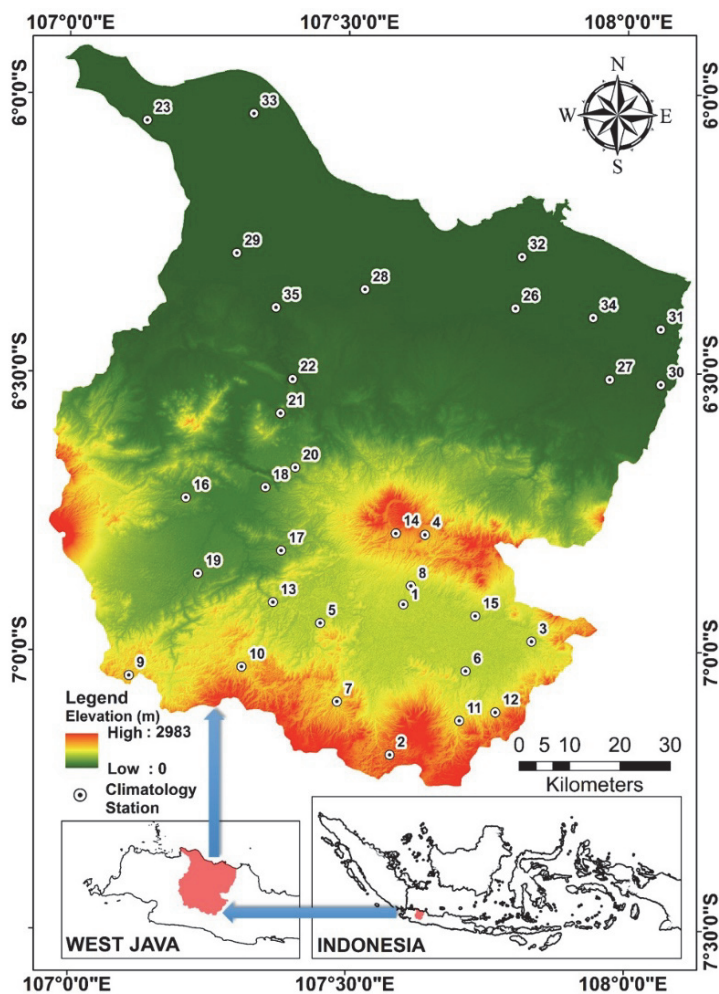 107°0'0"E 107°30'0"E 108°0'0"E
6°0'0"S
6°0'0"S
N
W E
S
23
33
29
32
28
35
26
34
31
22
27
30
6°30'0"S
6°30'0"S
21
20
18
16
14 4
17
19
8
13
1
5
15
3
7°0'0"S
7°0'0"S
9
10
6
7
11
12
2
Legend
Elevation (m)
High : 2983
Low : 0
Climatology
Station
0 5 10 20 30
Kilometers
WEST JAVA
INDONESIA
7°30'0"S
107°0'0"E 107°30'0"E 108°0'0"E